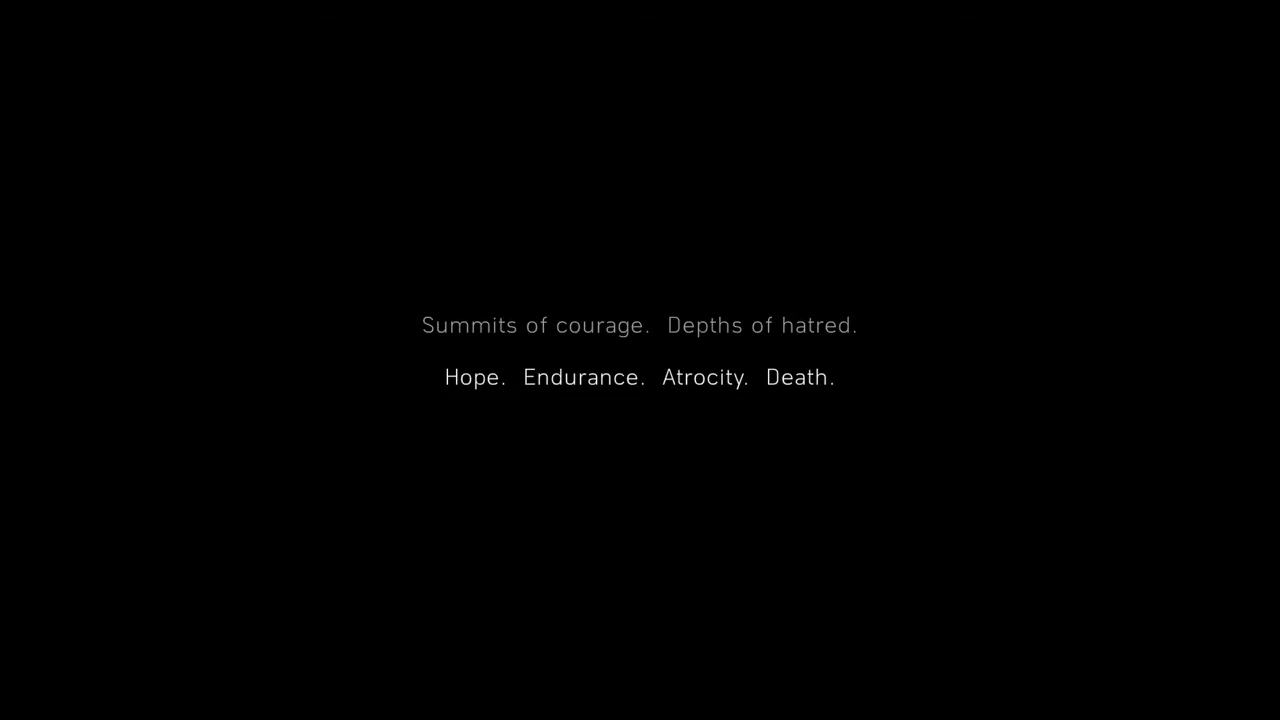 Summits of courage.  Depths of hatred.
Hope.  Endurance.  Atrocity.  Death.